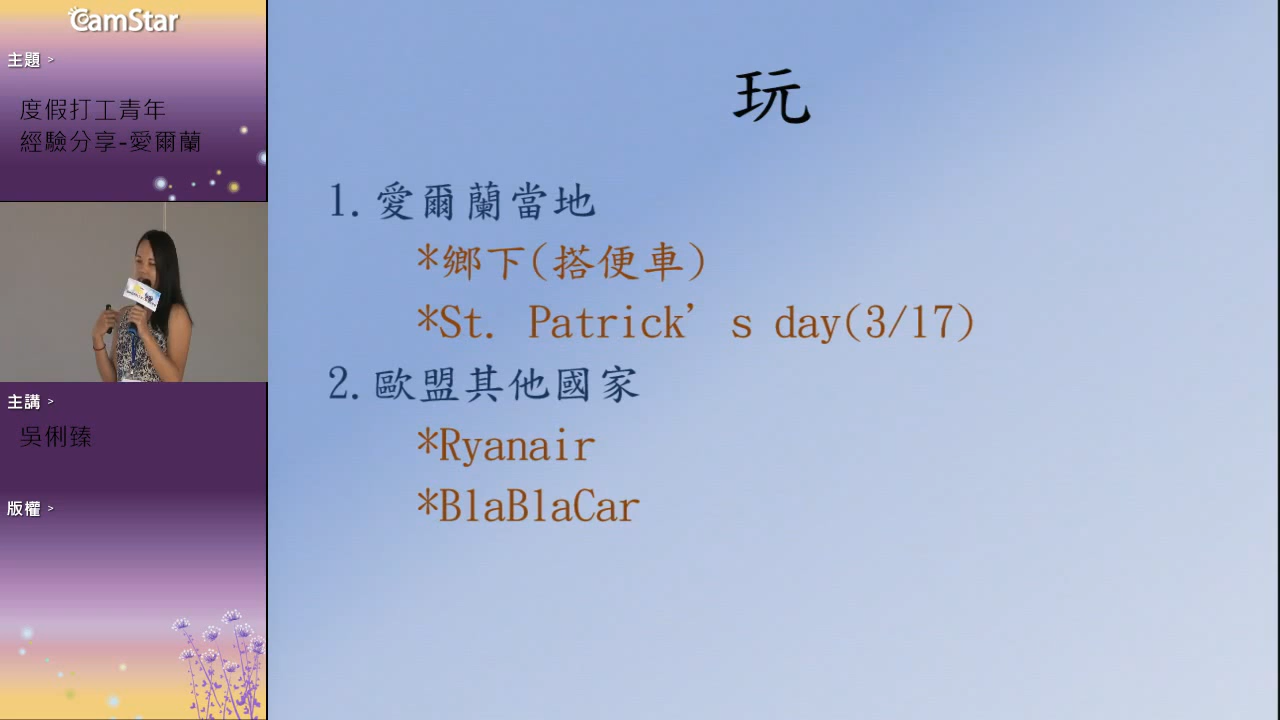 CamStar
主題 >
度假打工青年
經驗分享-愛爾蘭
主講 >
吳俐臻
版權 >
玩
1.愛爾蘭當地
*鄉下(搭便車)
*St. Patrick’s day(3/17)
2.歐盟其他國家
*Ryanair
*BlaBlaCar